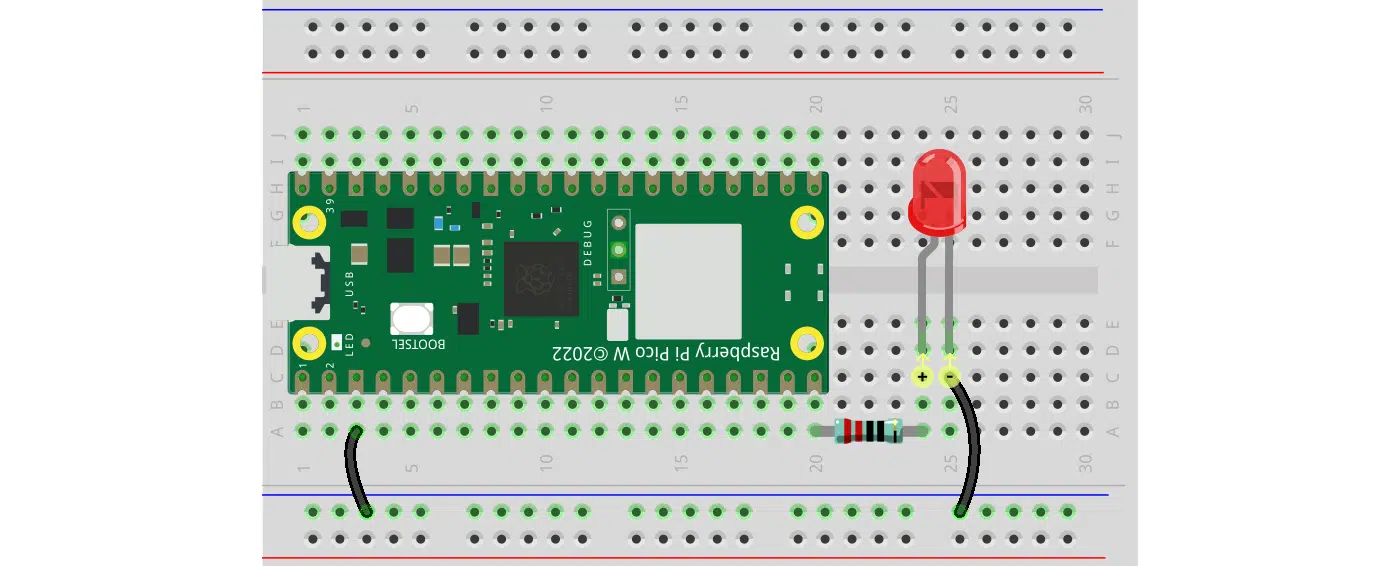 1 5 10 15 20 25 30
J J
I I
H H
G G
F F
39
DEBUG
USB
LED
BOOTSEL
Raspberry Pi Pico W ©2022
1
2
+ -
E E
D D
C C
B B
A A
1 5 10 15 20 25 30